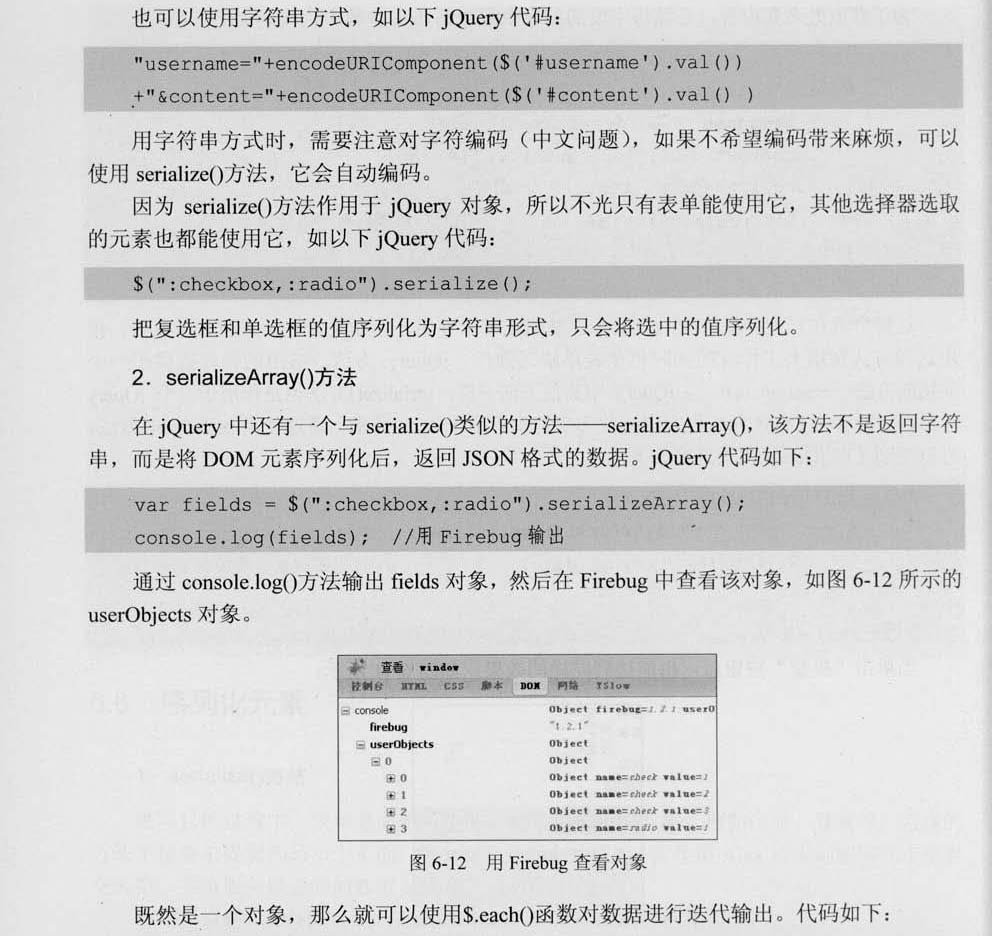 也可以使用字符串方式，如以下 jQuery 代码：
"username="+encodeURIComponent($('#username').val())
+"&content="+encodeURIComponent($('#content').val() )
用字符串方式时，需要注意对字符编码（中文问题），如果不希望编码带来麻烦，可以
使用 serialize()方法，它会自动编码。
因为 serialize()方法作用于 jQuery 对象，所以不光只有表单能使用它，其他选择器选取
的元素也都能使用它，如以下 jQuery 代码：
$(":checkbox,:radio").serialize();
把复选框和单选框的值序列化为字符串形式，只会将选中的值序列化。
2．serializeArray()方法
在 jQuery 中还有一个与 serialize()类似的方法——serializeArray()，该方法不是返回字符
串，而是将 DOM 元素序列化后，返回 JSON 格式的数据。jQuery 代码如下：
var fields = $(":checkbox,:radio").serializeArray();
console.log(fields); //用 Firebug 输出
通过 console.log()方法输出 fields 对象，然后在 Firebug 中查看该对象，如图 6-12 所示的
userObjects 对象。
查看 window
控制台 HTML CSS 脚本 DOM 网络 YSlow
console Object firebug=1.2.1 userO
firebug "1.2.1"
userObjects Object
0 Object
0 Object name=check value=1
1 Object name=check value=2
2 Object name=check value=3
3 Object name=radio value=1
图 6-12 用 Firebug 查看对象
既然是一个对象，那么就可以使用$.each()函数对数据进行迭代输出。代码如下：